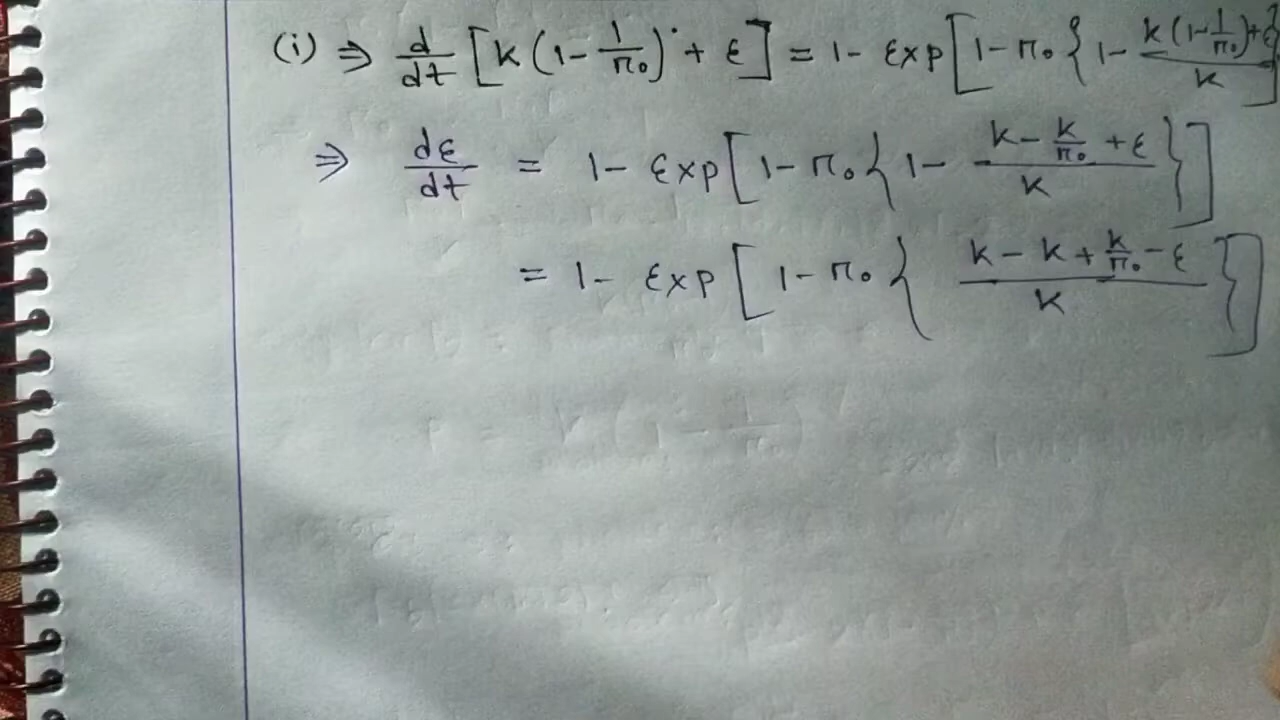 (i) ⇒ d/dt [K(1-1/π₀) + ε] = 1- Exp[1-π₀{1- K(1-1/π₀)+ε/K}]
⇒ dε/dt = 1- Exp[1-π₀{1- K-K/π₀+ε/K}]
= 1- Exp[1-π₀{K-K+K/π₀-ε/K}]